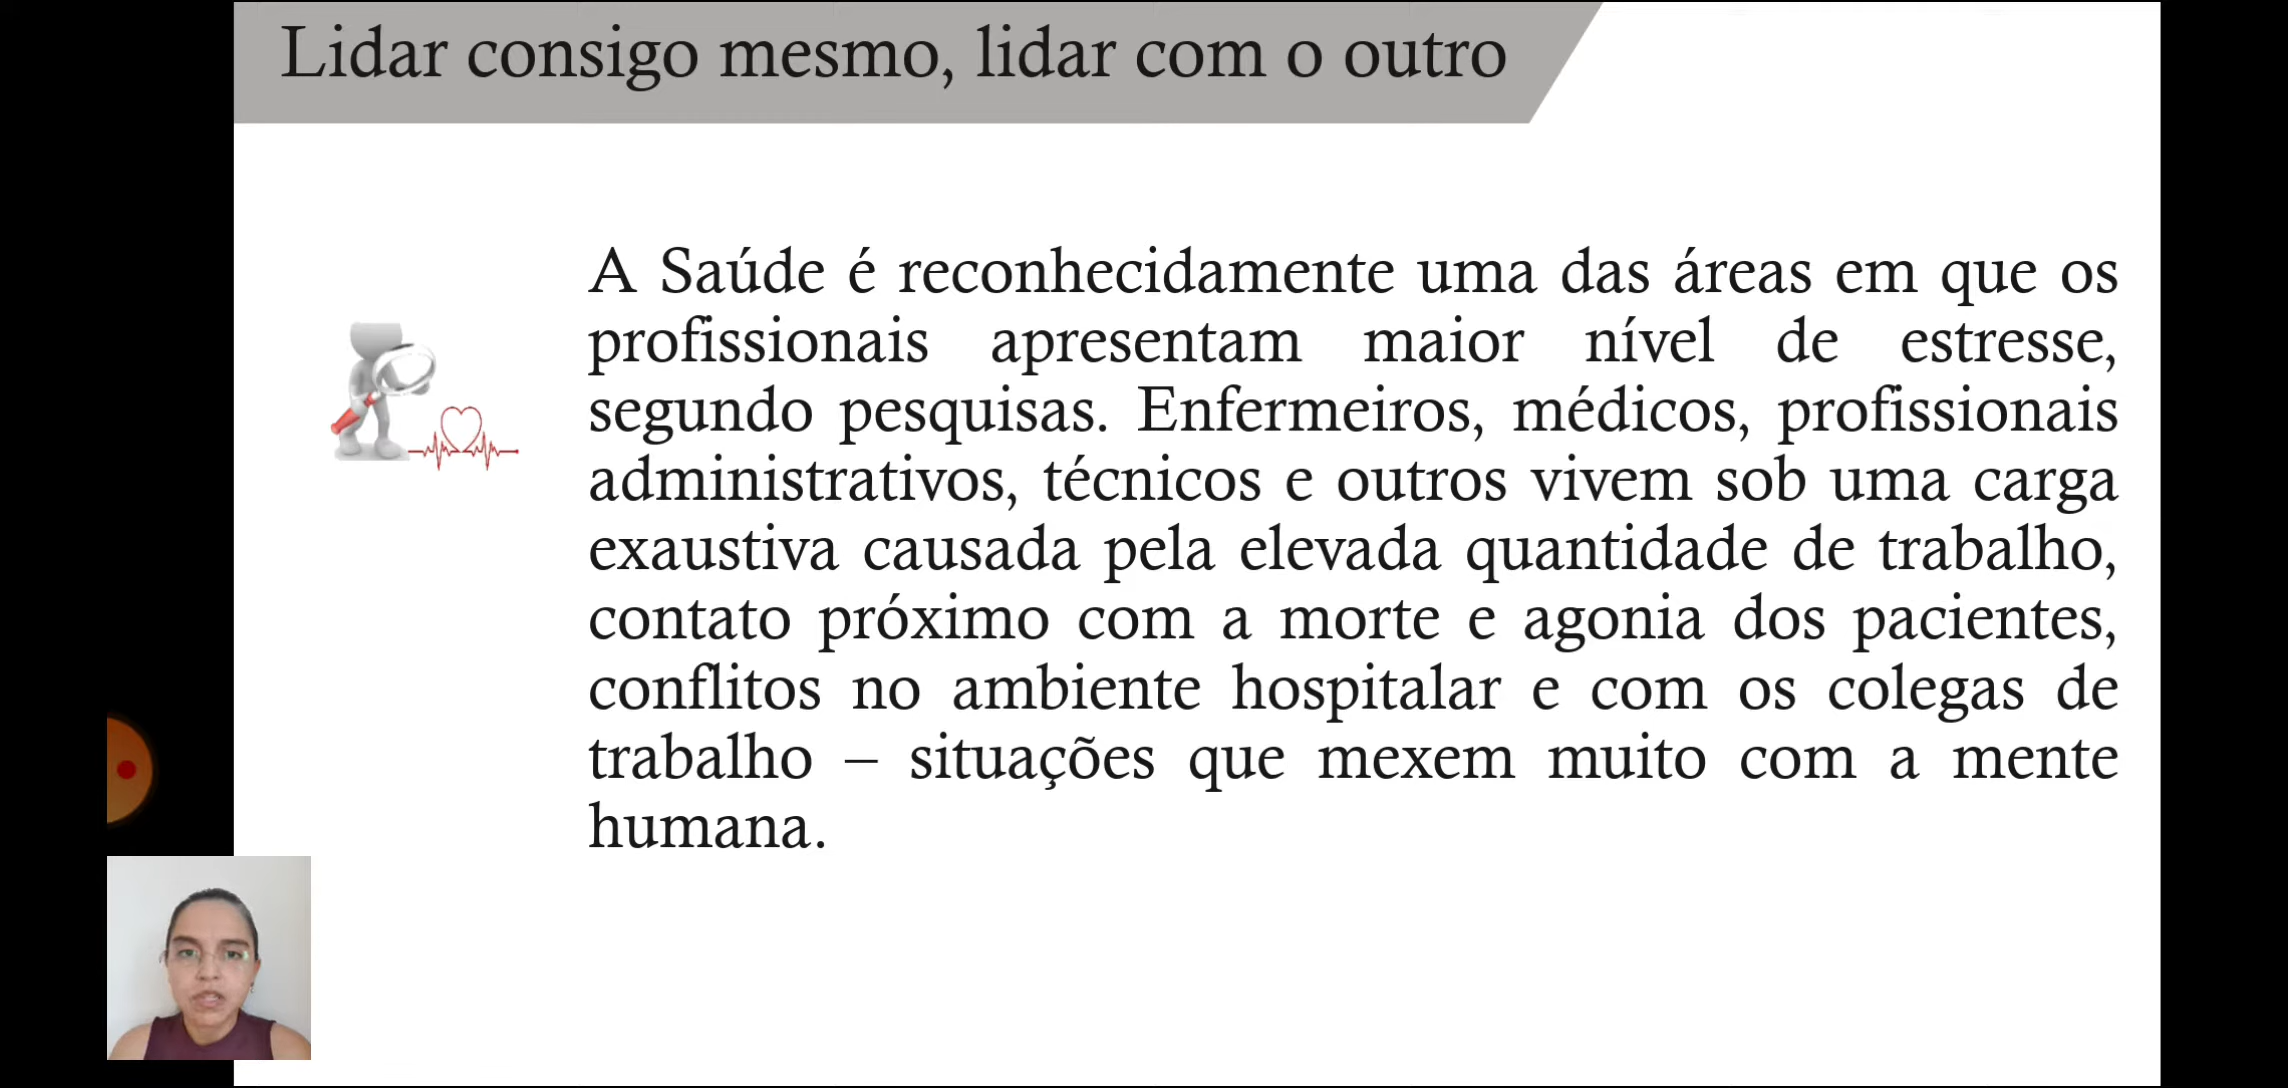 Lidar consigo mesmo, lidar com o outro
A Saúde é reconhecidamente uma das áreas em que os
profissionais apresentam maior nível de estresse,
segundo pesquisas. Enfermeiros, médicos, profissionais
administrativos, técnicos e outros vivem sob uma carga
exaustiva causada pela elevada quantidade de trabalho,
contato próximo com a morte e agonia dos pacientes,
conflitos no ambiente hospitalar e com os colegas de
trabalho – situações que mexem muito com a mente
humana.